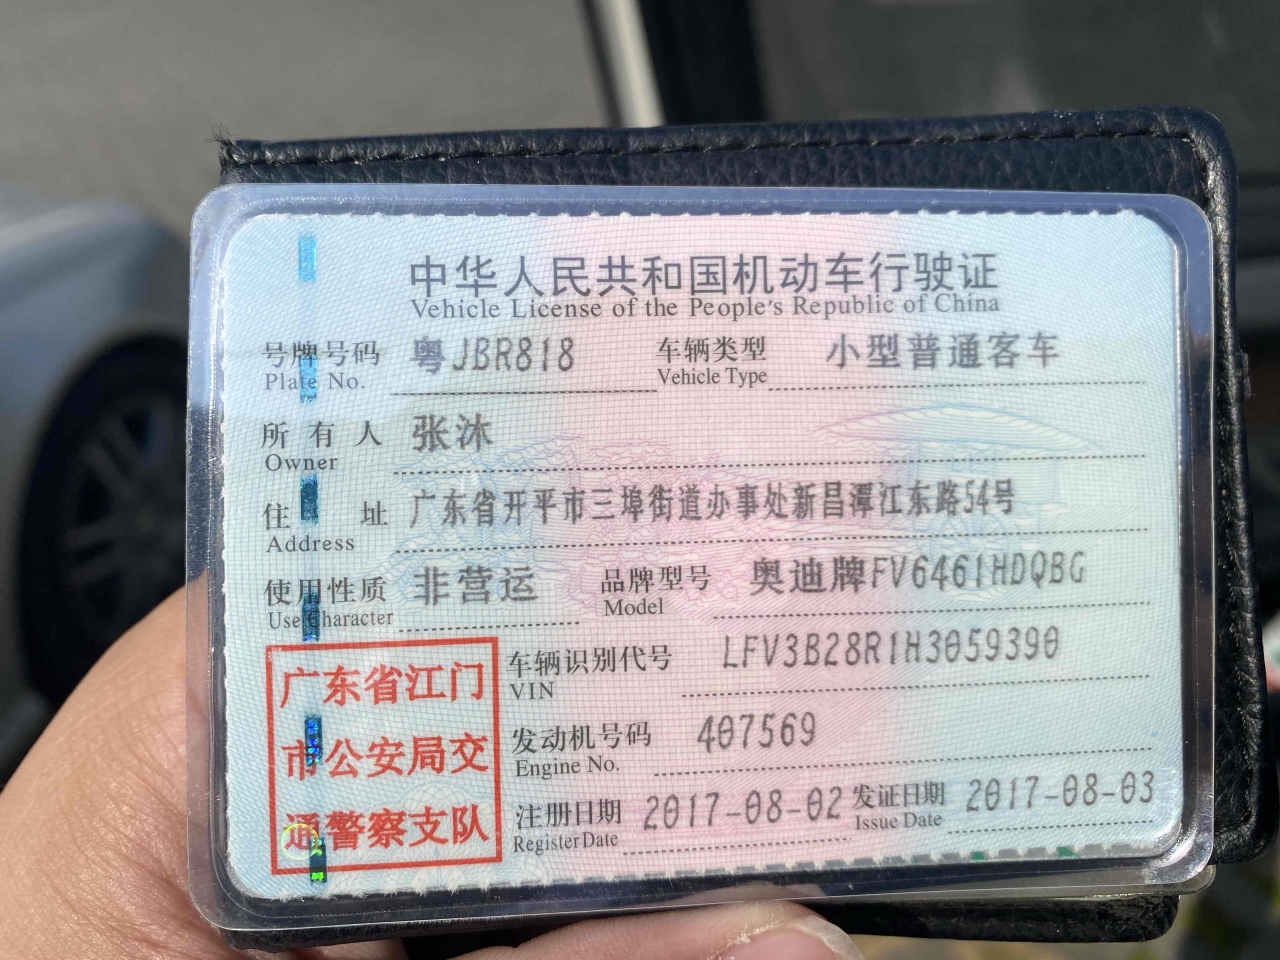 中华人民共和国机动车行驶证
Vehicle License of the People's Republic of China
号牌号码 粤JBR818 车辆类型 小型普通客车
Plate No. Vehicle Type
所有人 张沐
Owner
住址 广东省开平市三埠街道办事处新昌潭江东路54号
Address
使用性质 非营运 品牌型号 奥迪牌FV6461HDQBG
Use Character Model
广东省江门
市公安局交
通警察支队
车辆识别代号 LFV3B28R1H3059390
VIN
发动机号码 407569
Engine No.
注册日期 2017-08-02 发证日期 2017-08-03
Register Date Issue Date